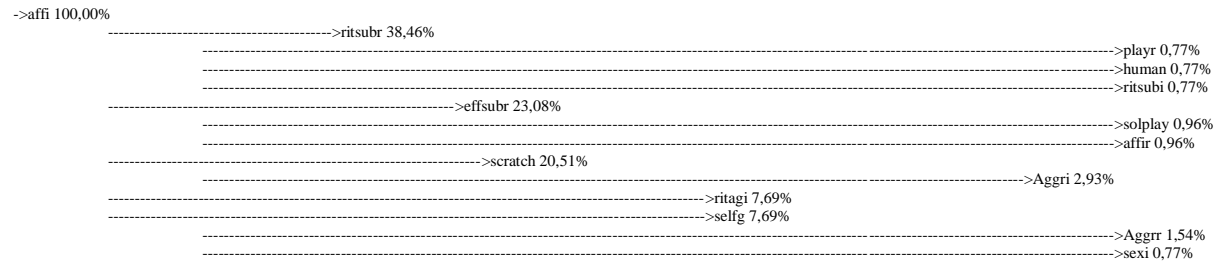 ->affi 100,00%
------------------------------------------>ritsubr 38,46%
------------------------------------------------------------------------------------------------------------------------------------------------------------------------------>playr 0,77%
------------------------------------------------------------------------------------------------------------------------------------------------------------------------------>human 0,77%
------------------------------------------------------------------------------------------------------------------------------------------------------------------------------>ritsubi 0,77%
------------------------------------------------------------------>effsubr 23,08%
------------------------------------------------------------------------------------------------------------------------------------------------------------------------------>solplay 0,96%
------------------------------------------------------------------------------------------------------------------------------------------------------------------------------>affir 0,96%
----------------------------------------------------------------------->scratch 20,51%
------------------------------------------------------------------------------------------------------------------------------------------------------------->Aggri 2,93%
------------------------------------------------------------------------------------------------------------------>ritagi 7,69%
------------------------------------------------------------------------------------------------------------------>selfg 7,69%
------------------------------------------------------------------------------------------------------------------------------------------------------------------------------>Aggrr 1,54%
------------------------------------------------------------------------------------------------------------------------------------------------------------------------------>sexi 0,77%